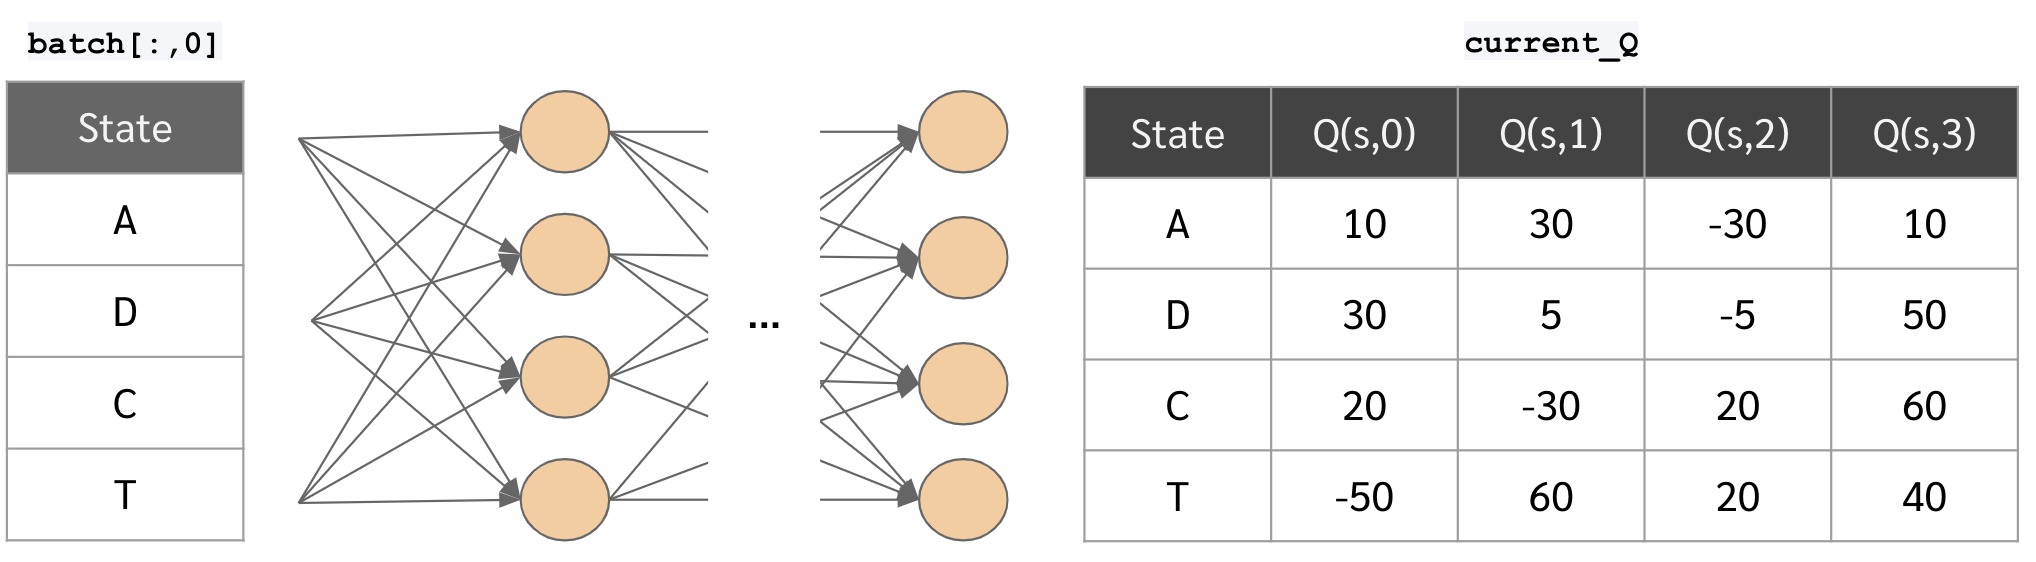 batch[:,0]
State
A
D
C
T
...
current_Q
State Q(s,0) Q(s,1) Q(s,2) Q(s,3)
A 10 30 -30 10
D 30 5 -5 50
C 20 -30 20 60
T -50 60 20 40